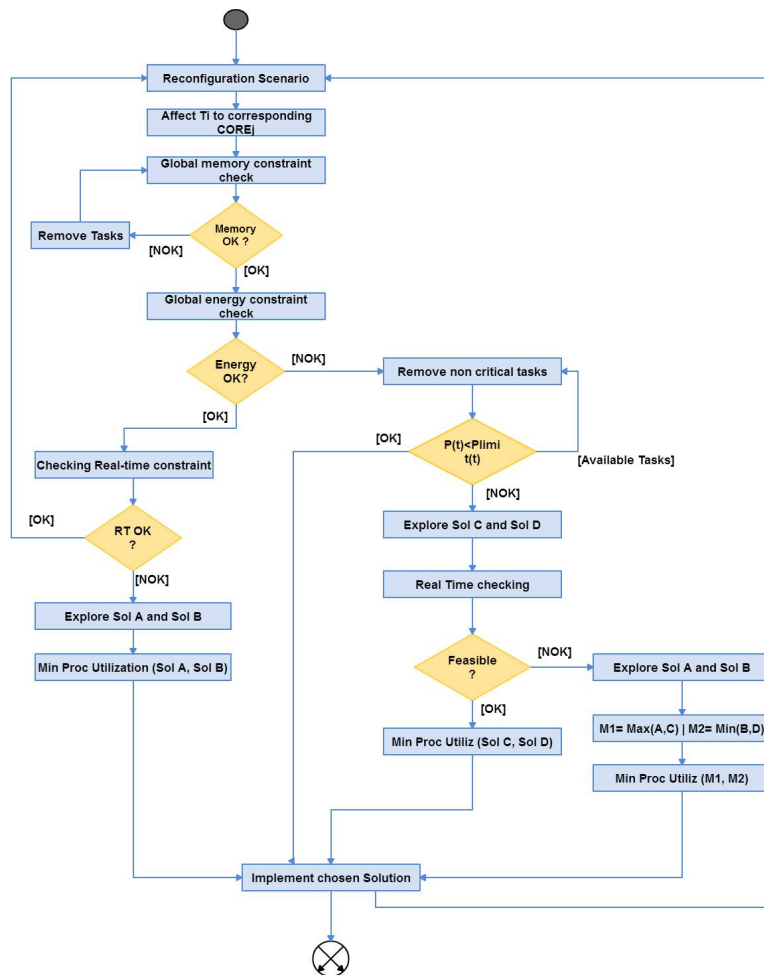 Reconfiguration Scenario
Affect Ti to corresponding
COREj
Global memory constraint
check
Memory
OK ?
Remove Tasks
[NOK]
[OK]
Global energy constraint
check
Energy
OK?
[NOK]
Remove non critical tasks
[OK]
[OK]
P(t)<Plimi
t(t)
[Available Tasks]
Checking Real-time constraint
[NOK]
[OK]
RT OK
?
Explore Sol C and Sol D
[NOK]
Real Time checking
Explore Sol A and Sol B
Min Proc Utilization (Sol A, Sol B)
Feasible
?
[NOK]
Explore Sol A and Sol B
[OK]
Min Proc Utiliz (Sol C, Sol D)
M1= Max(A,C) | M2= Min(B,D)
Min Proc Utiliz (M1, M2)
Implement chosen Solution